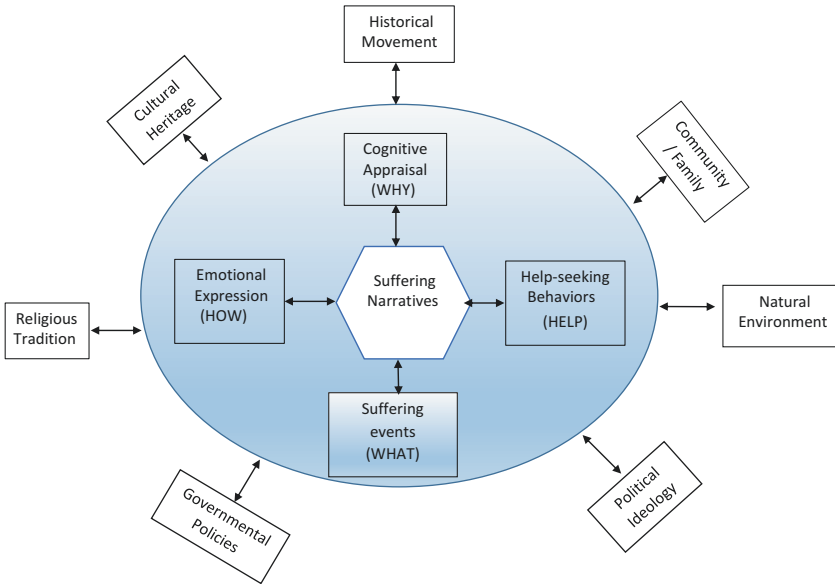 Historical
Movement
Cultural
Heritage
Community
/ Family
Cognitive
Appraisal
(WHY)
Emotional
Expression
(HOW)
Suffering
Narratives
Help-seeking
Behaviors
(HELP)
Religious
Tradition
Natural
Environment
Suffering
events
(WHAT)
Governmental
Policies
Political
Ideology